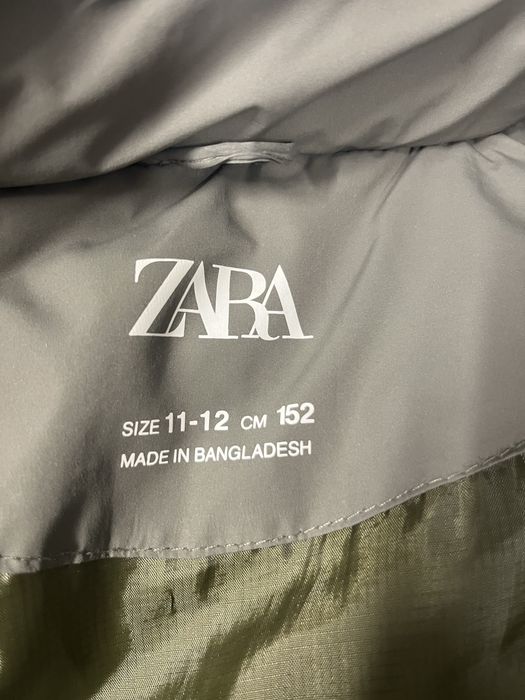 ZARA
SIZE 11-12 CM 152
MADE IN BANGLADESH